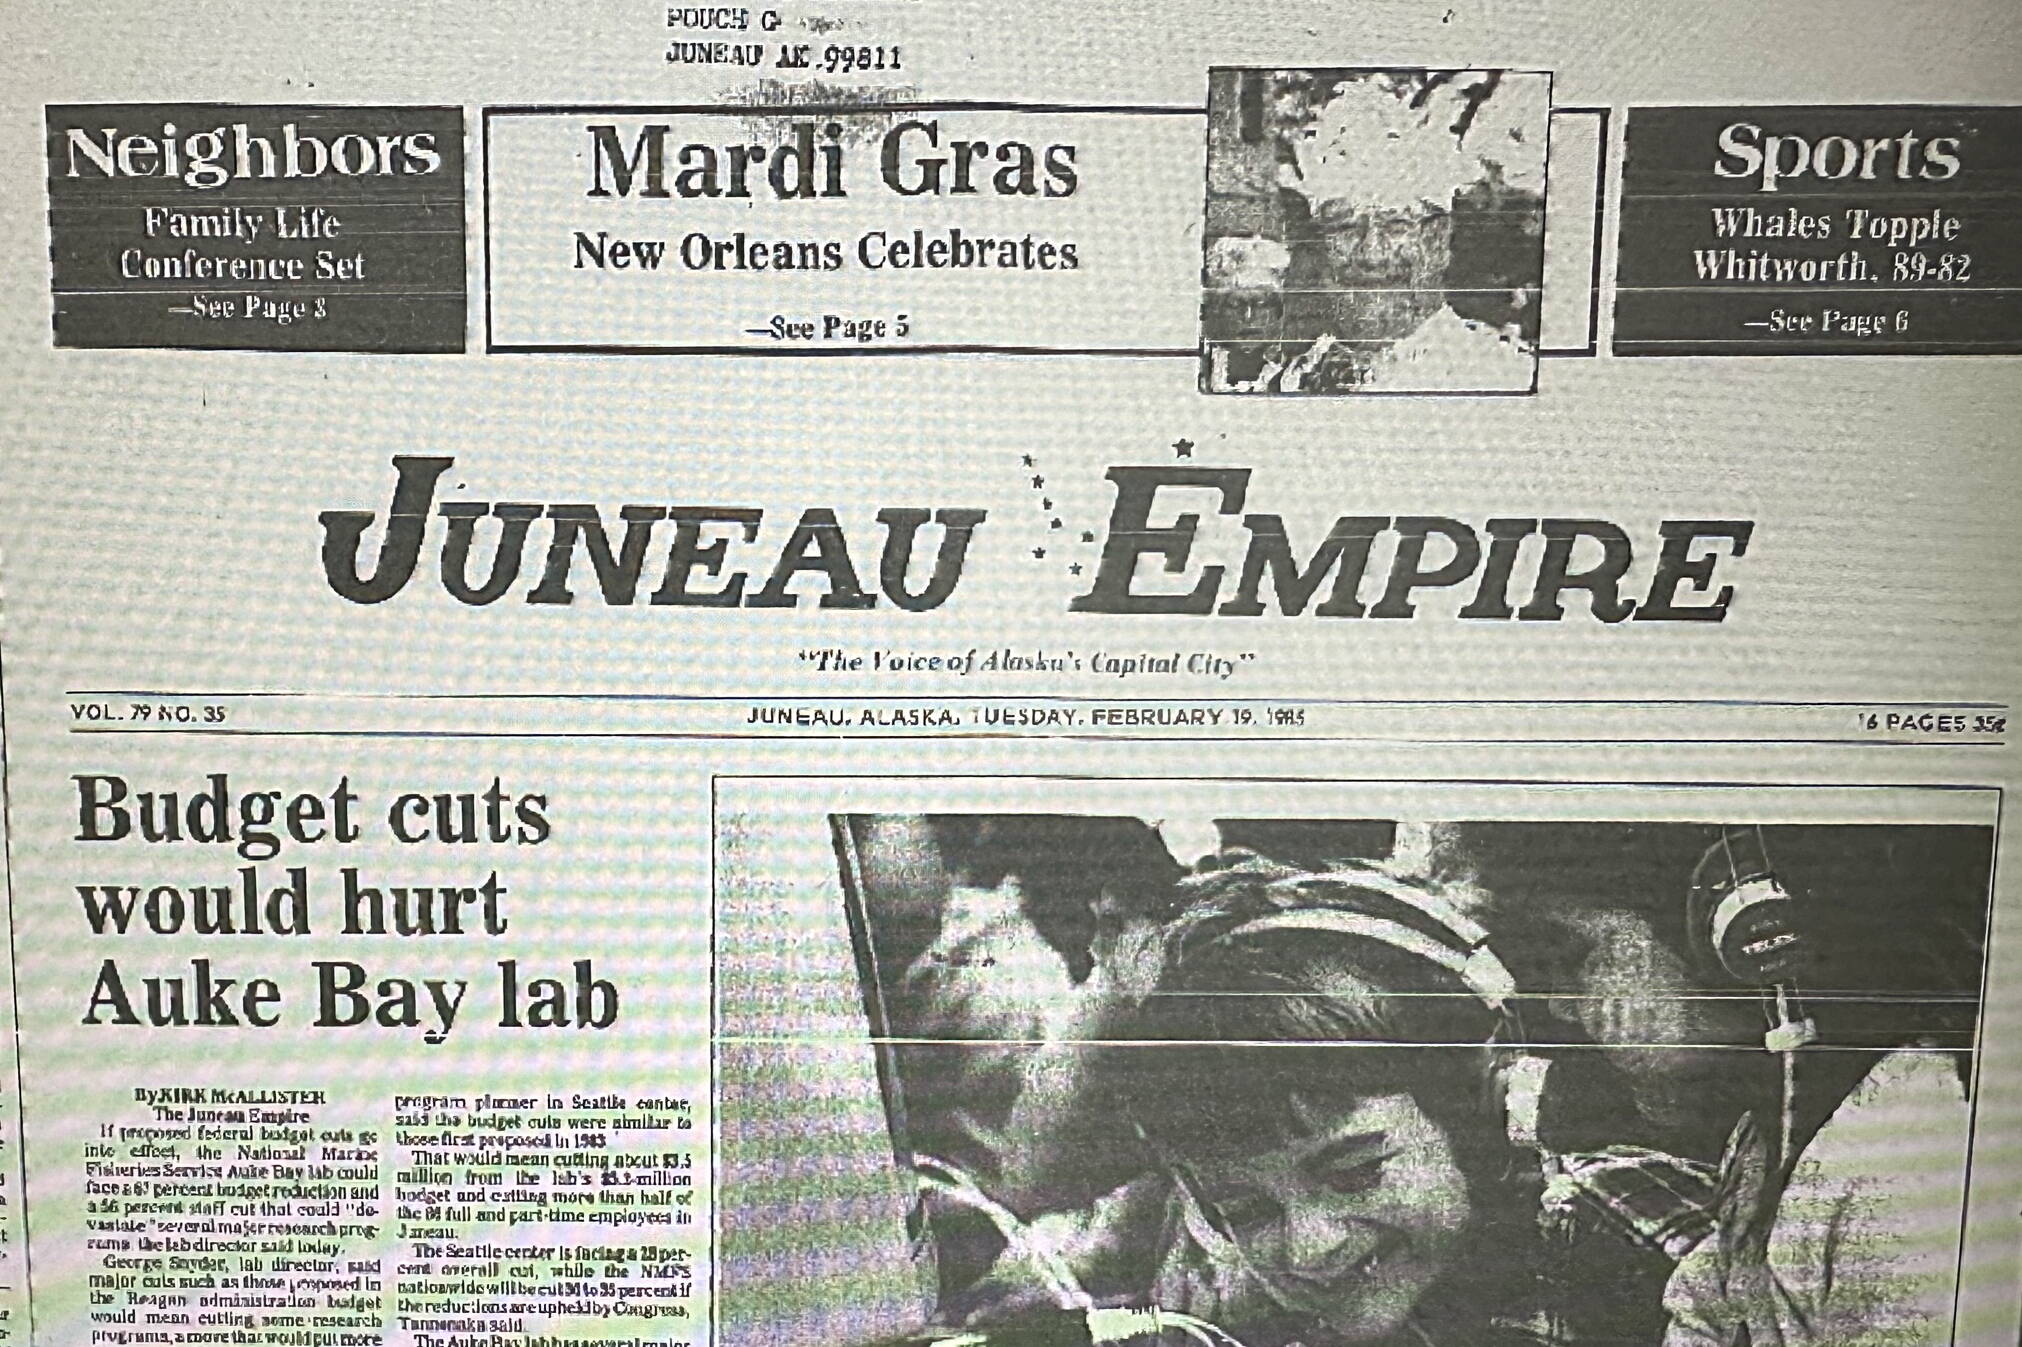 POUCH G
JUNEAU AK.99811
Neighbors
Family Life
Conference Set
—See Page 3
Mardi Gras
New Orleans Celebrates
—See Page 5
Sports
Whales Topple
Whitworth, 89-82
—See Page 6
JUNEAU EMPIRE
"The Voice of Alaska's Capital City"
VOL. 79 NO. 35
JUNEAU, ALASKA, TUESDAY, FEBRUARY 19, 1985
16 PAGES 35¢
Budget cuts
would hurt
Auke Bay lab
By KIRK McALLISTER
The Juneau Empire
If proposed federal budget cuts go
into effect, the National Marine
Fisheries Service Auke Bay lab could
face a percent budget reduction and
a 56 percent staff cut that could "de-
vastate" several major research prog-
rams, the lab director said today.
George Snyder, lab director, said
major cuts such as those proposed in
the Reagan administration budget
would mean cutting some research
programs, a move that would put more
program planner in Seattle center,
said the budget cuts were similar to
those first proposed in 1983
That would mean cutting about $3.5
million from the lab's million
budget and cutting more than half of
the full and part-time employees in
Juneau.
The Seattle center is facing a 28 per-
cent overall cut, while the NMFS
nationwide will be cut to 35 percent if
the reductions are upheld by Congress,
said.
The Auke Bay lab has several major
TELEX